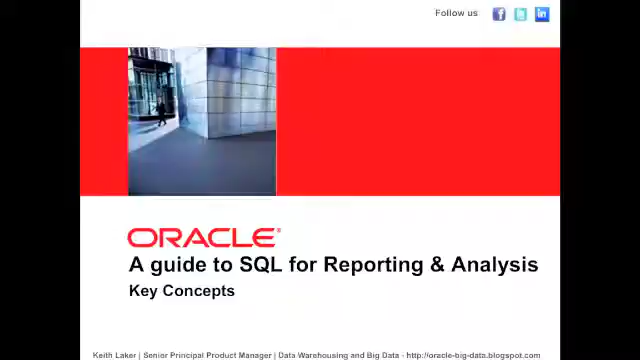 Follow us
ORACLE®
A guide to SQL for Reporting & Analysis
Key Concepts
Keith Laker | Senior Principal Product Manager | Data Warehousing and Big Data - http://oracle-big-data.blogspot.com